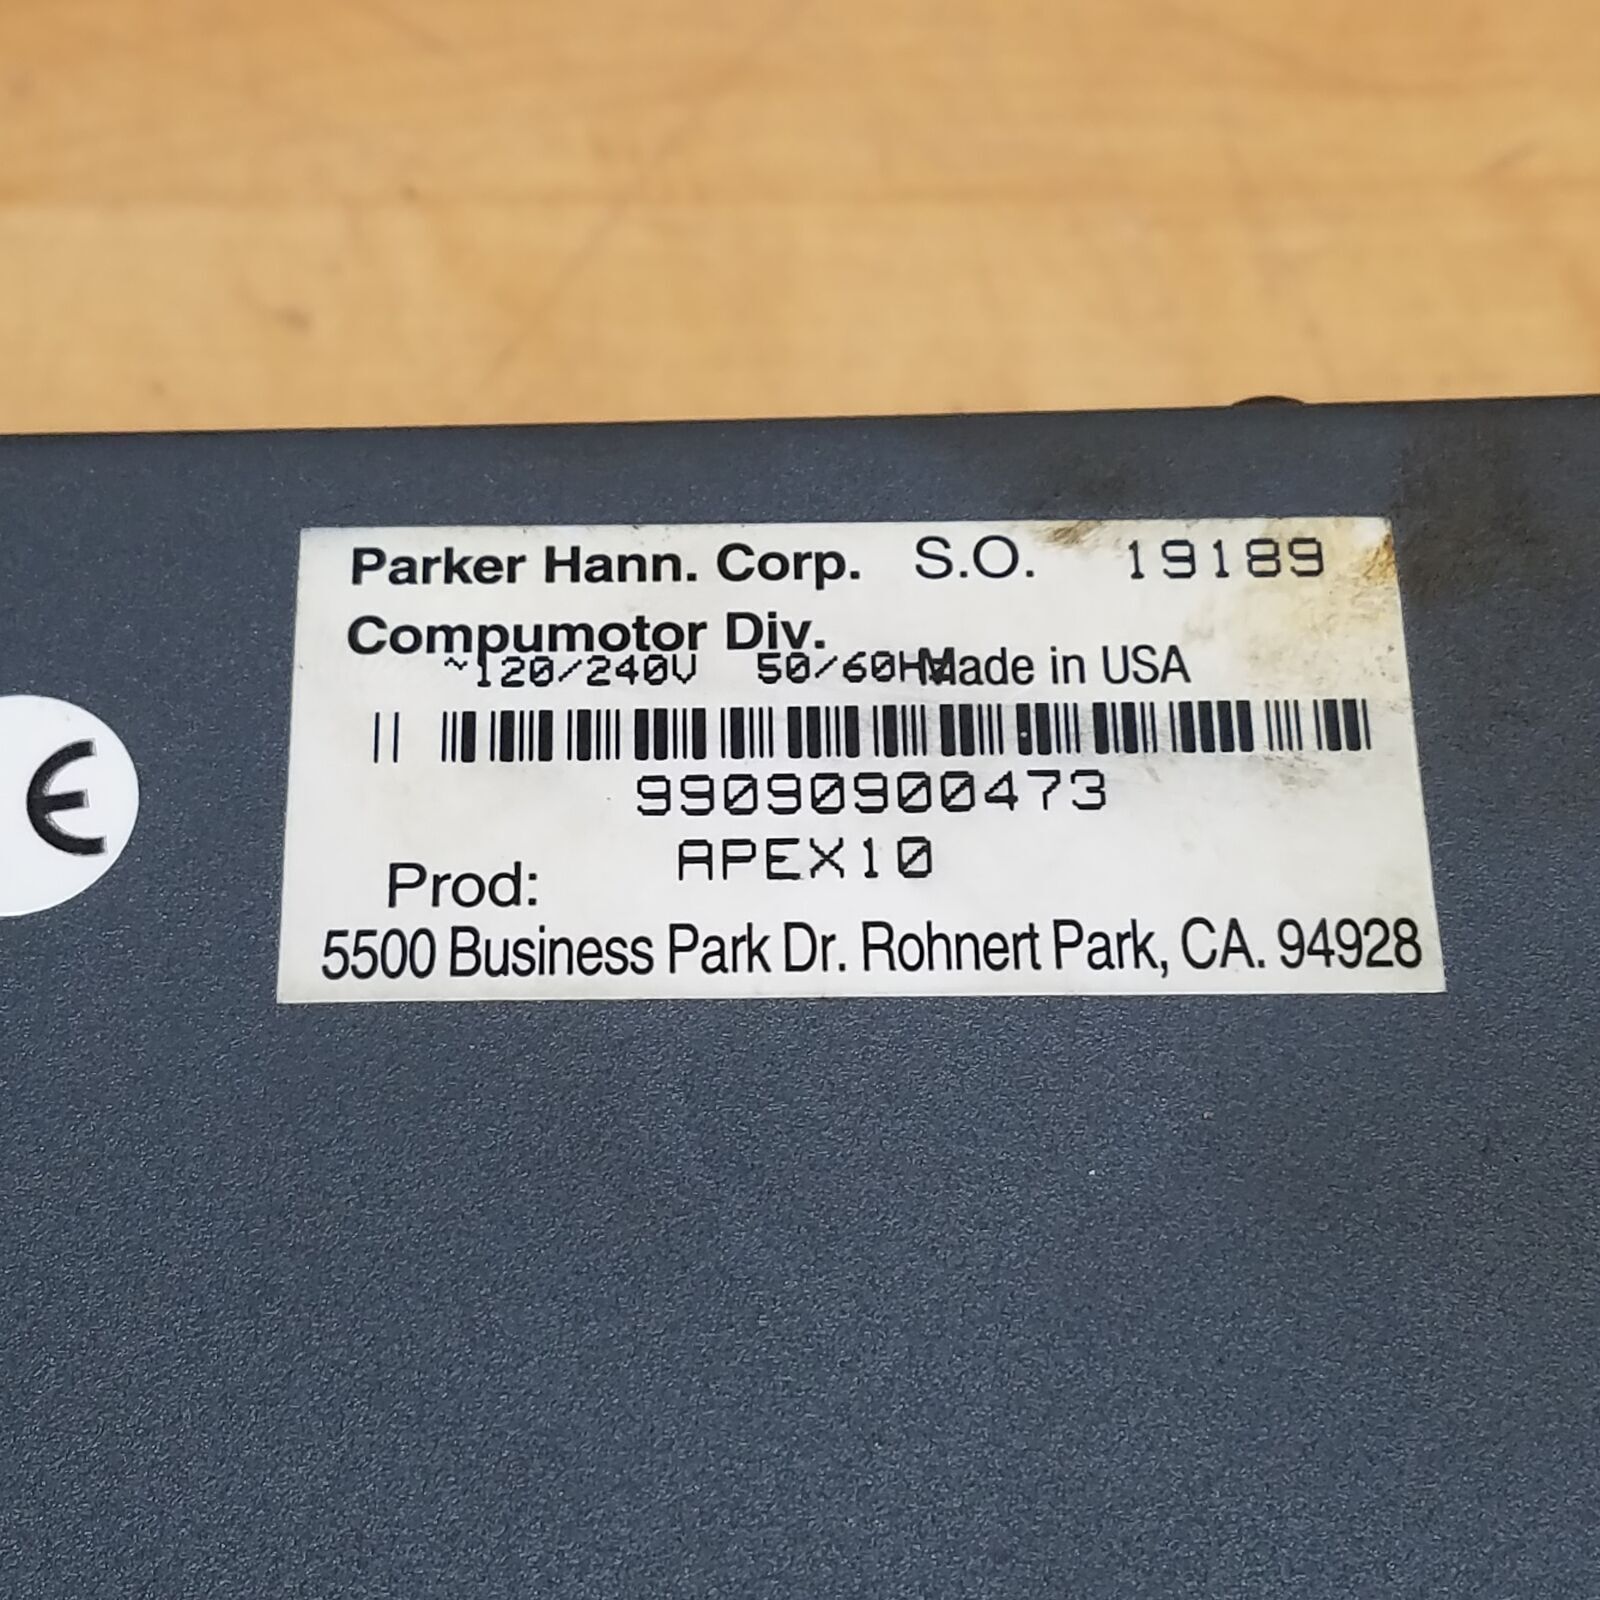 Parker Hann. Corp. S.O. 19189
Compumotor Div.
~120/240V 50/60Hz Made in USA
99090900473
Prod: APEX10
5500 Business Park Dr. Rohnert Park, CA. 94928
CE